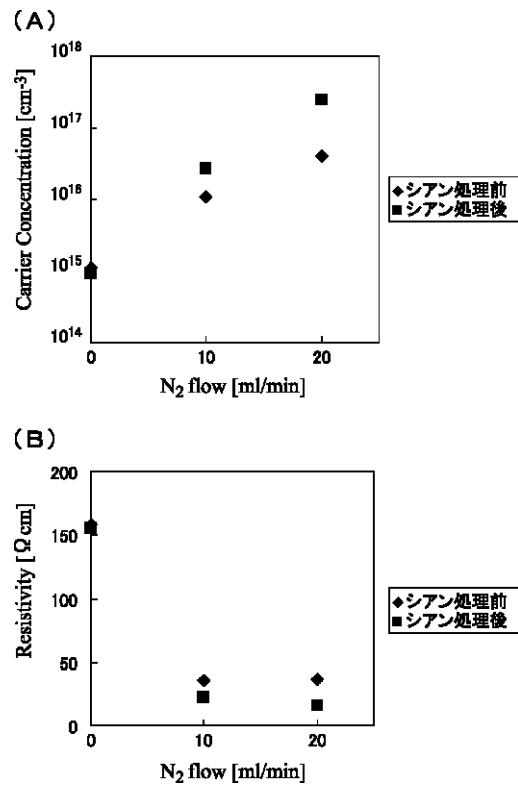 (A)
Carrier Concentration [cm-3]
10^18
10^17
10^16
10^15
10^14
0 10 20
N2 flow [ml/min]
◆シアン処理前
■シアン処理後
(B)
Resistivity [Ωcm]
200
150
100
50
0
0 10 20
N2 flow [ml/min]
◆シアン処理前
■シアン処理後